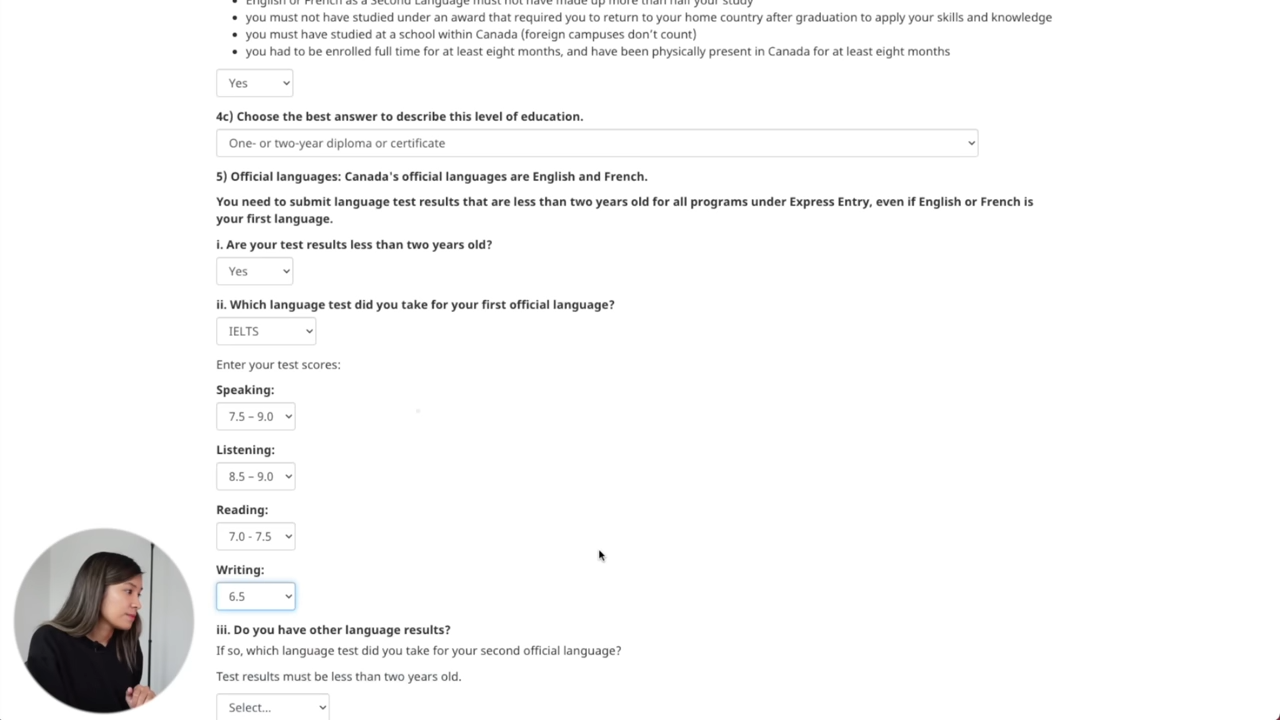 English or French as a Second Language must not have made up more than half your study
you must not have studied under an award that required you to return to your home country after graduation to apply your skills and knowledge
you must have studied at a school within Canada (foreign campuses don't count)
you had to be enrolled full time for at least eight months, and have been physically present in Canada for at least eight months
Yes
4c) Choose the best answer to describe this level of education.
One- or two-year diploma or certificate
5) Official languages: Canada's official languages are English and French.
You need to submit language test results that are less than two years old for all programs under Express Entry, even if English or French is
your first language.
i. Are your test results less than two years old?
Yes
ii. Which language test did you take for your first official language?
IELTS
Enter your test scores:
Speaking:
7.5 – 9.0
Listening:
8.5 – 9.0
Reading:
7.0 - 7.5
Writing:
6.5
iii. Do you have other language results?
If so, which language test did you take for your second official language?
Test results must be less than two years old.
Select...